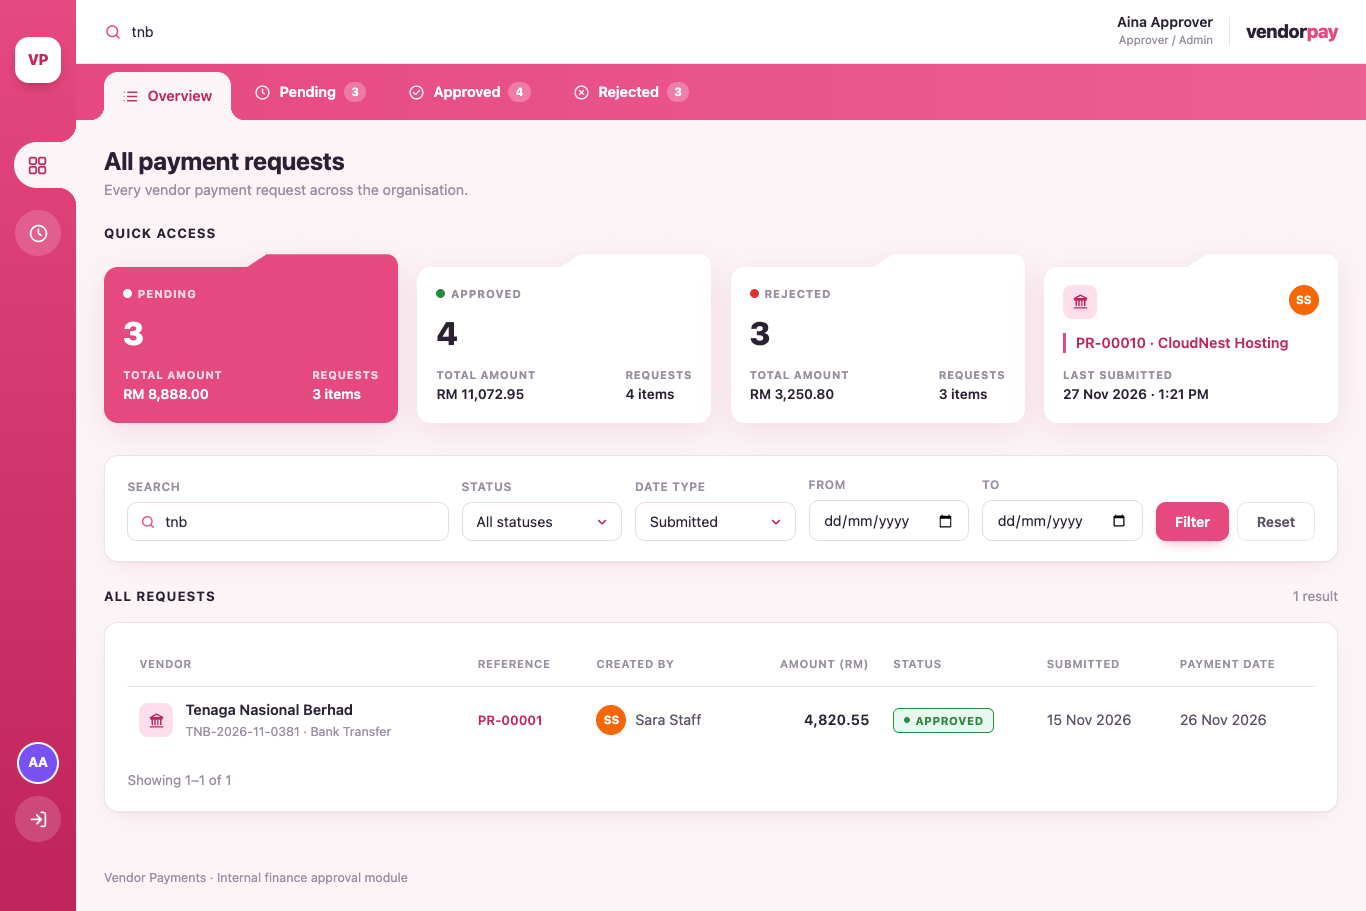 VP
tnb
Aina Approver
Approver / Admin
vendorpay
Overview
Pending 3
Approved 4
Rejected 3
All payment requests
Every vendor payment request across the organisation.
QUICK ACCESS
PENDING
3
TOTAL AMOUNT REQUESTS
RM 8,888.00 3 items
APPROVED
4
TOTAL AMOUNT REQUESTS
RM 11,072.95 4 items
REJECTED
3
TOTAL AMOUNT REQUESTS
RM 3,250.80 3 items
SS
PR-00010 · CloudNest Hosting
LAST SUBMITTED
27 Nov 2026 · 1:21 PM
SEARCH STATUS DATE TYPE FROM TO
tnb All statuses Submitted dd/mm/yyyy dd/mm/yyyy Filter Reset
ALL REQUESTS 1 result
VENDOR REFERENCE CREATED BY AMOUNT (RM) STATUS SUBMITTED PAYMENT DATE
Tenaga Nasional Berhad
TNB-2026-11-0381 · Bank Transfer
PR-00001 SS Sara Staff 4,820.55 APPROVED 15 Nov 2026 26 Nov 2026
Showing 1–1 of 1
AA
Vendor Payments · Internal finance approval module